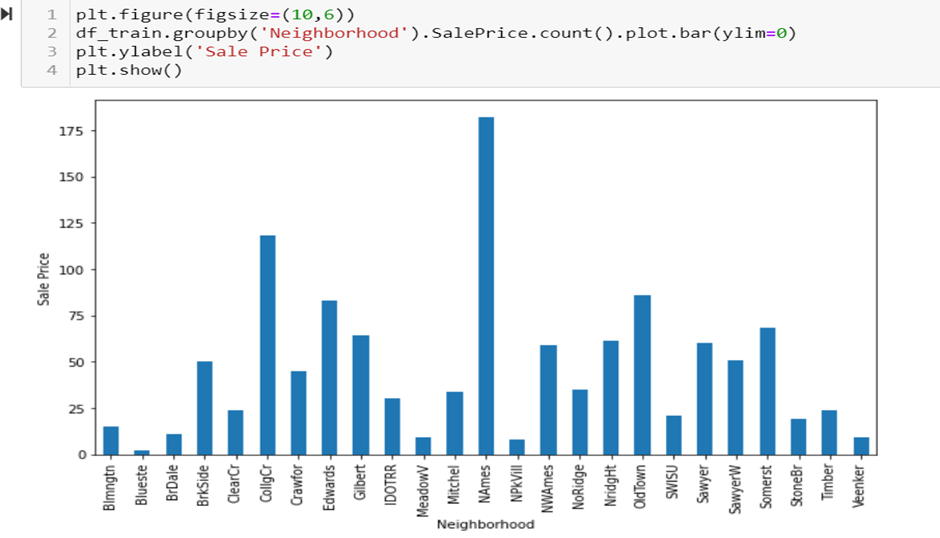 1 plt.figure(figsize=(10,6))
2 df_train.groupby('Neighborhood').SalePrice.count().plot.bar(ylim=0)
3 plt.ylabel('Sale Price')
4 plt.show()
175
150
125
100
75
50
25
0
Sale Price
Blmngtn
Blueste
BrDale
BrkSide
ClearCr
CollgCr
Crawfor
Edwards
Gilbert
IDOTRR
MeadowV
Mitchel
NAmes
NPkVill
NWAmes
NoRidge
NridgHt
OldTown
SWISU
Sawyer
SawyerW
Somerst
StoneBr
Timber
Veenker
Neighborhood